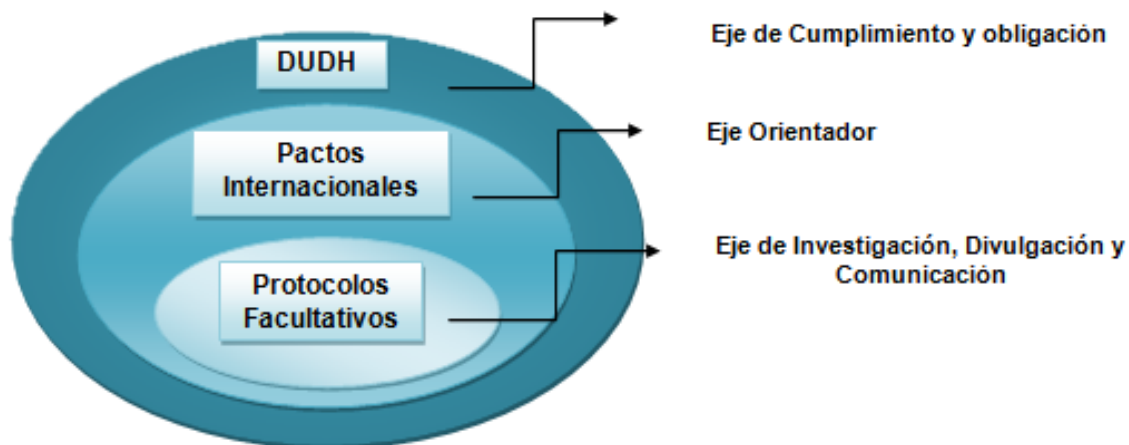 DUDH
Eje de Cumplimiento y obligación
Pactos
Internacionales
Eje Orientador
Protocolos
Facultativos
Eje de Investigación, Divulgación y
Comunicación